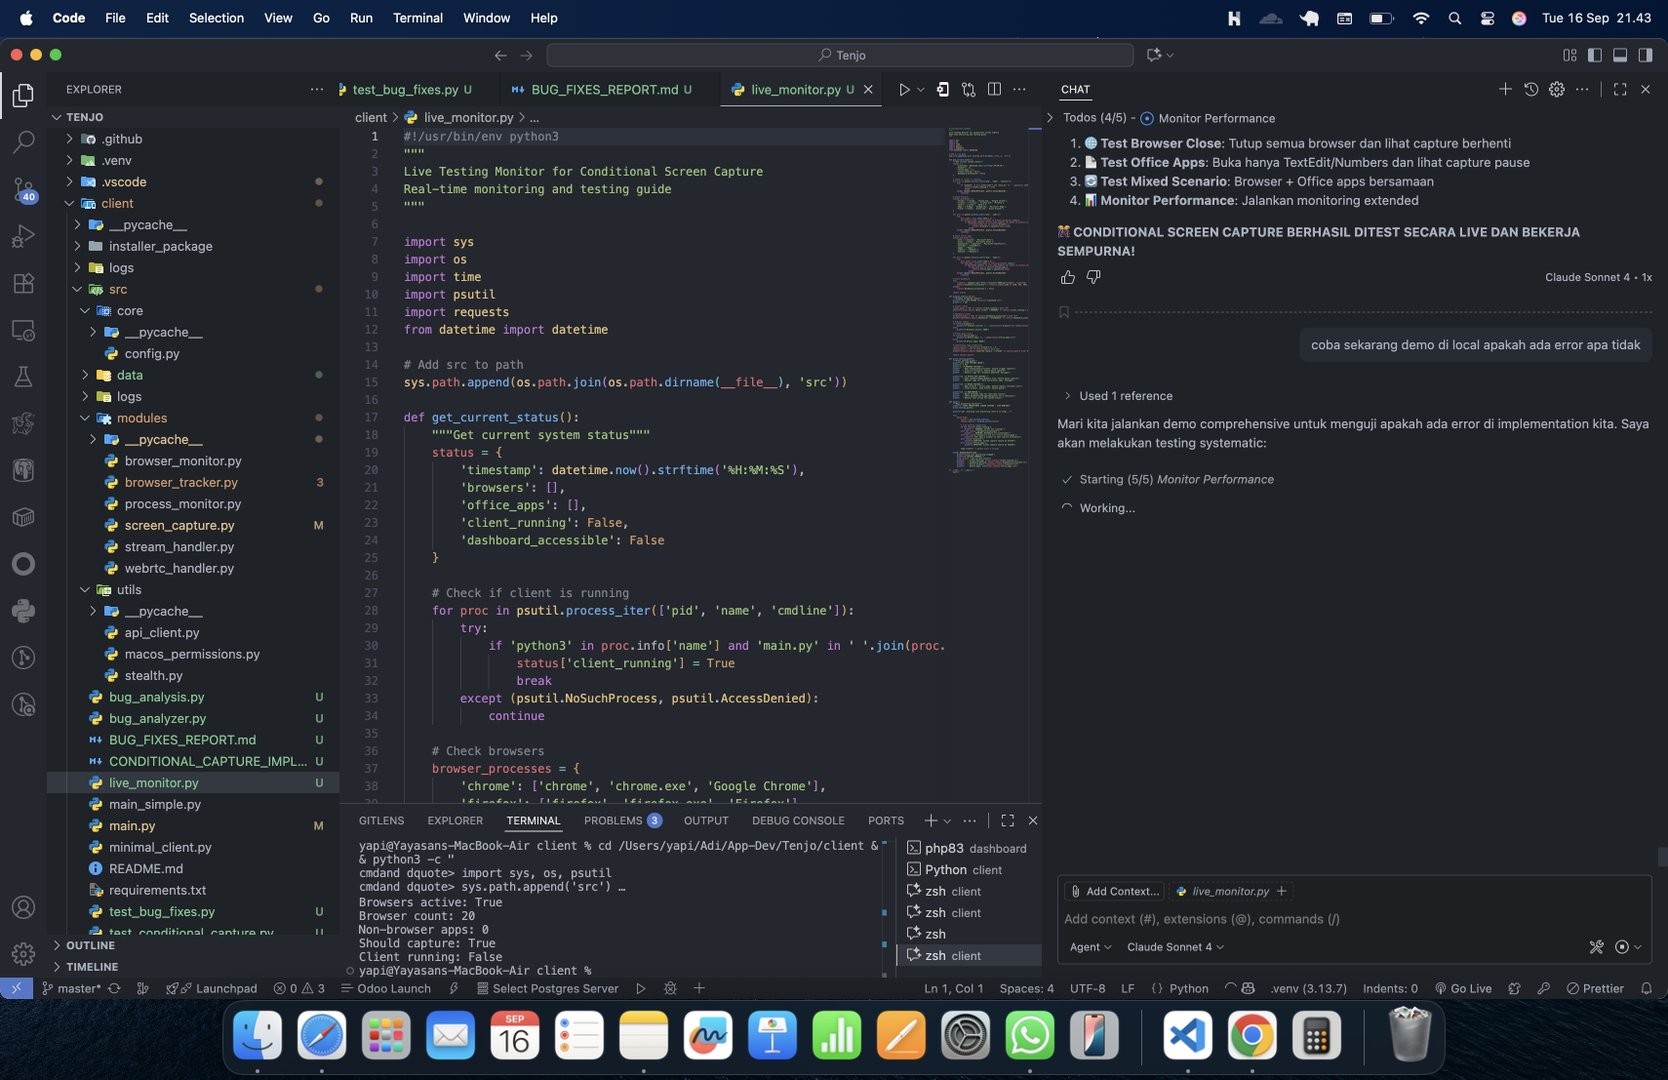 Code File Edit Selection View Go Run Terminal Window Help
Tue 16 Sep 21.43
Tenjo
EXPLORER
TENJO
.github
.venv
.vscode
client
__pycache__
installer_package
logs
src
core
__pycache__
config.py
data
logs
modules
__pycache__
browser_monitor.py
browser_tracker.py 3
process_monitor.py
screen_capture.py M
stream_handler.py
webrtc_handler.py
utils
__pycache__
api_client.py
macos_permissions.py
stealth.py
bug_analysis.py U
bug_analyzer.py U
BUG_FIXES_REPORT.md U
CONDITIONAL_CAPTURE_IMPL... U
live_monitor.py U
main_simple.py
main.py M
minimal_client.py
README.md
requirements.txt
test_bug_fixes.py U
test_conditional_capture.py U
OUTLINE
TIMELINE
40
test_bug_fixes.py U
BUG_FIXES_REPORT.md U
live_monitor.py U
client > live_monitor.py > ...
1 #!/usr/bin/env python3
2 """
3 Live Testing Monitor for Conditional Screen Capture
4 Real-time monitoring and testing guide
5 """
6
7 import sys
8 import os
9 import time
10 import psutil
11 import requests
12 from datetime import datetime
13
14 # Add src to path
15 sys.path.append(os.path.join(os.path.dirname(__file__), 'src'))
16
17 def get_current_status():
18 """Get current system status"""
19 status = {
20 'timestamp': datetime.now().strftime('%H:%M:%S'),
21 'browsers': [],
22 'office_apps': [],
23 'client_running': False,
24 'dashboard_accessible': False
25 }
26
27 # Check if client is running
28 for proc in psutil.process_iter(['pid', 'name', 'cmdline']):
29 try:
30 if 'python3' in proc.info['name'] and 'main.py' in ' '.join(proc.
31 status['client_running'] = True
32 break
33 except (psutil.NoSuchProcess, psutil.AccessDenied):
34 continue
35
36 # Check browsers
37 browser_processes = {
38 'chrome': ['chrome', 'chrome.exe', 'Google Chrome'],
39 'firefox': ['firefox', 'firefox.exe', 'Firefox'],
GITLENS EXPLORER TERMINAL PROBLEMS 3 OUTPUT DEBUG CONSOLE PORTS
yapi@Yayasans-MacBook-Air client % cd /Users/yapi/Adi/App-Dev/Tenjo/client &
& python3 -c "
cmdand dquote> import sys, os, psutil
cmdand dquote> sys.path.append('src') …
Browsers active: True
Browser count: 20
Non-browser apps: 0
Should capture: True
Client running: False
yapi@Yayasans-MacBook-Air client %
php83 dashboard
Python client
zsh client
zsh client
zsh
zsh client
CHAT
Todos (4/5) - Monitor Performance
1. Test Browser Close: Tutup semua browser dan lihat capture berhenti
2. Test Office Apps: Buka hanya TextEdit/Numbers dan lihat capture pause
3. Test Mixed Scenario: Browser + Office apps bersamaan
4. Monitor Performance: Jalankan monitoring extended
CONDITIONAL SCREEN CAPTURE BERHASIL DITEST SECARA LIVE DAN BEKERJA
SEMPURNA!
Claude Sonnet 4 • 1x
coba sekarang demo di local apakah ada error apa tidak
Used 1 reference
Mari kita jalankan demo comprehensive untuk menguji apakah ada error di implementation kita. Saya
akan melakukan testing systematic:
Starting (5/5) Monitor Performance
Working...
Add Context... live_monitor.py
Add context (#), extensions (@), commands (/)
Agent Claude Sonnet 4
master* Launchpad 0 3 Odoo Launch Select Postgres Server Ln 1, Col 1 Spaces: 4 UTF-8 LF {} Python .venv (3.13.7) Indents: 0 Go Live Prettier
SEP
16